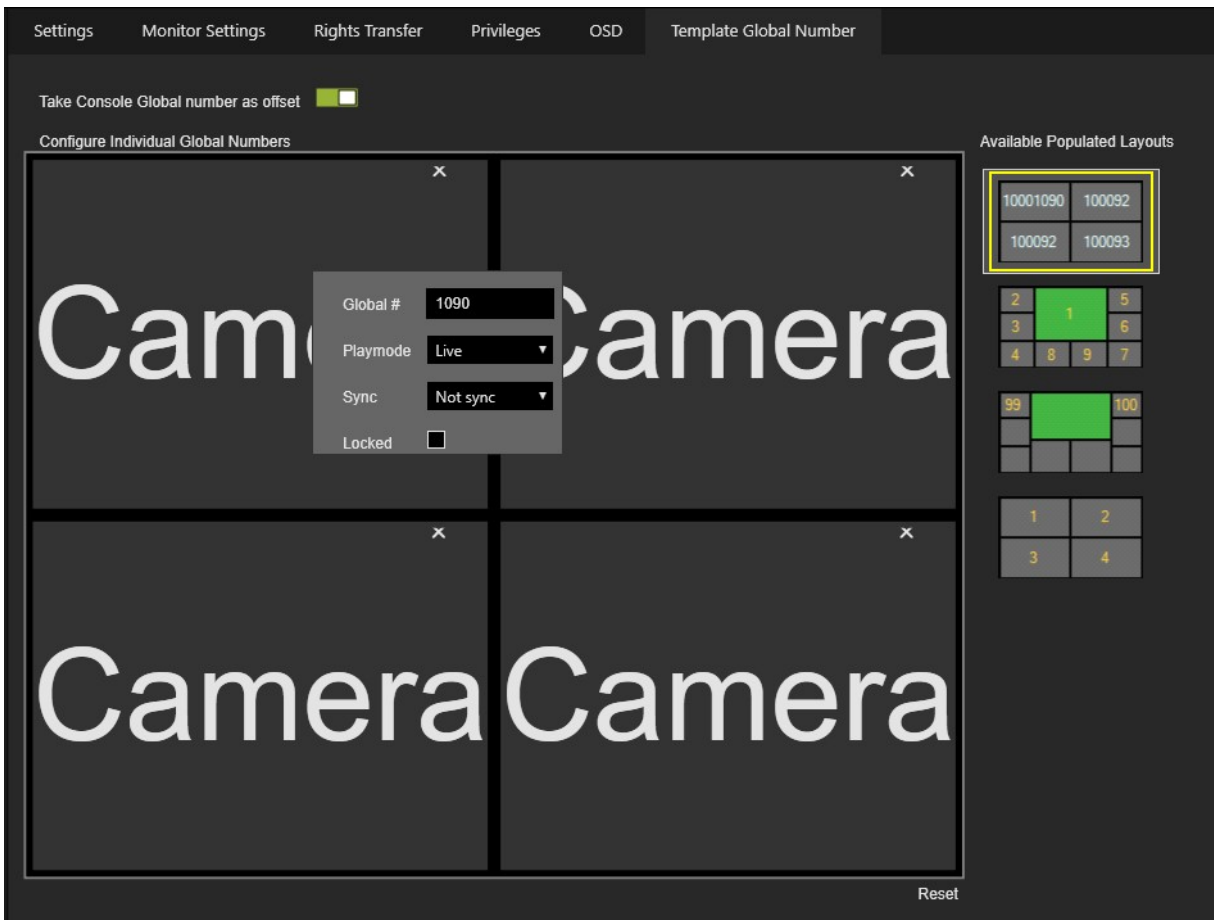 Settings Monitor Settings Rights Transfer Privileges OSD Template Global Number
Take Console Global number as offset
Configure Individual Global Numbers
x x
Camera
Global # 1090
Playmode Live
Sync Not sync
Locked
x x
Camera Camera
Reset
Available Populated Layouts
10001090 100092
100092 100093
2 1 5
3 6
4 8 9 7
99 100
1 2
3 4